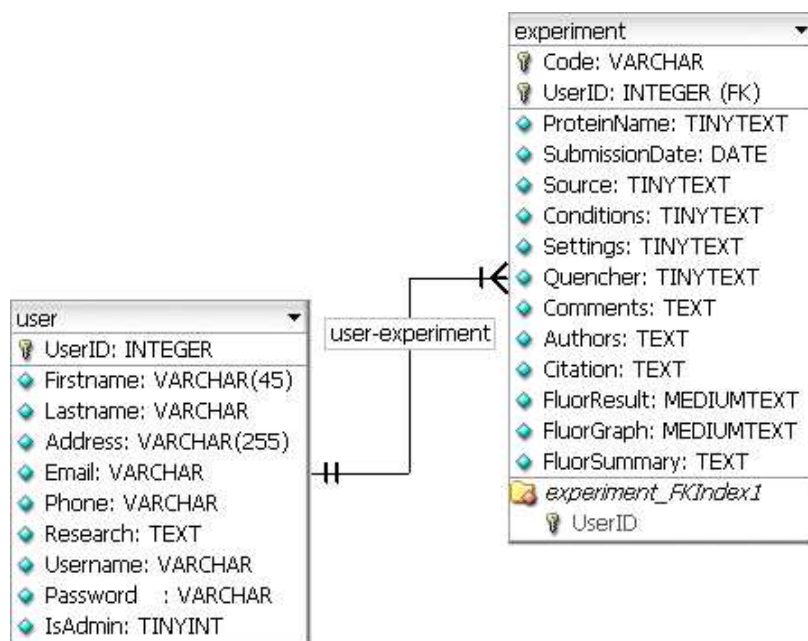 experiment
Code: VARCHAR
UserID: INTEGER (FK)
ProteinName: TINYTEXT
SubmissionDate: DATE
Source: TINYTEXT
Conditions: TINYTEXT
Settings: TINYTEXT
Quencher: TINYTEXT
Comments: TEXT
Authors: TEXT
Citation: TEXT
FluorResult: MEDIUMTEXT
FluorGraph: MEDIUMTEXT
FluorSummary: TEXT
experiment_FKIndex1
UserID
user-experiment
user
UserID: INTEGER
Firstname: VARCHAR(45)
Lastname: VARCHAR
Address: VARCHAR(255)
Email: VARCHAR
Phone: VARCHAR
Research: TEXT
Username: VARCHAR
Password : VARCHAR
IsAdmin: TINYINT